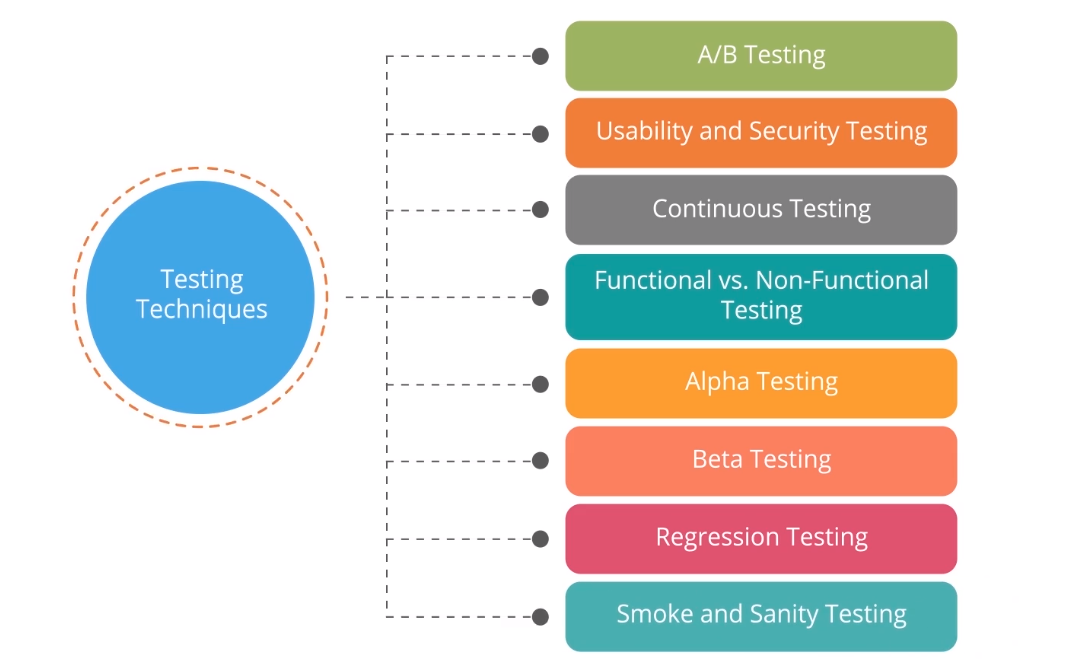 Testing
Techniques
A/B Testing
Usability and Security Testing
Continuous Testing
Functional vs. Non-Functional
Testing
Alpha Testing
Beta Testing
Regression Testing
Smoke and Sanity Testing